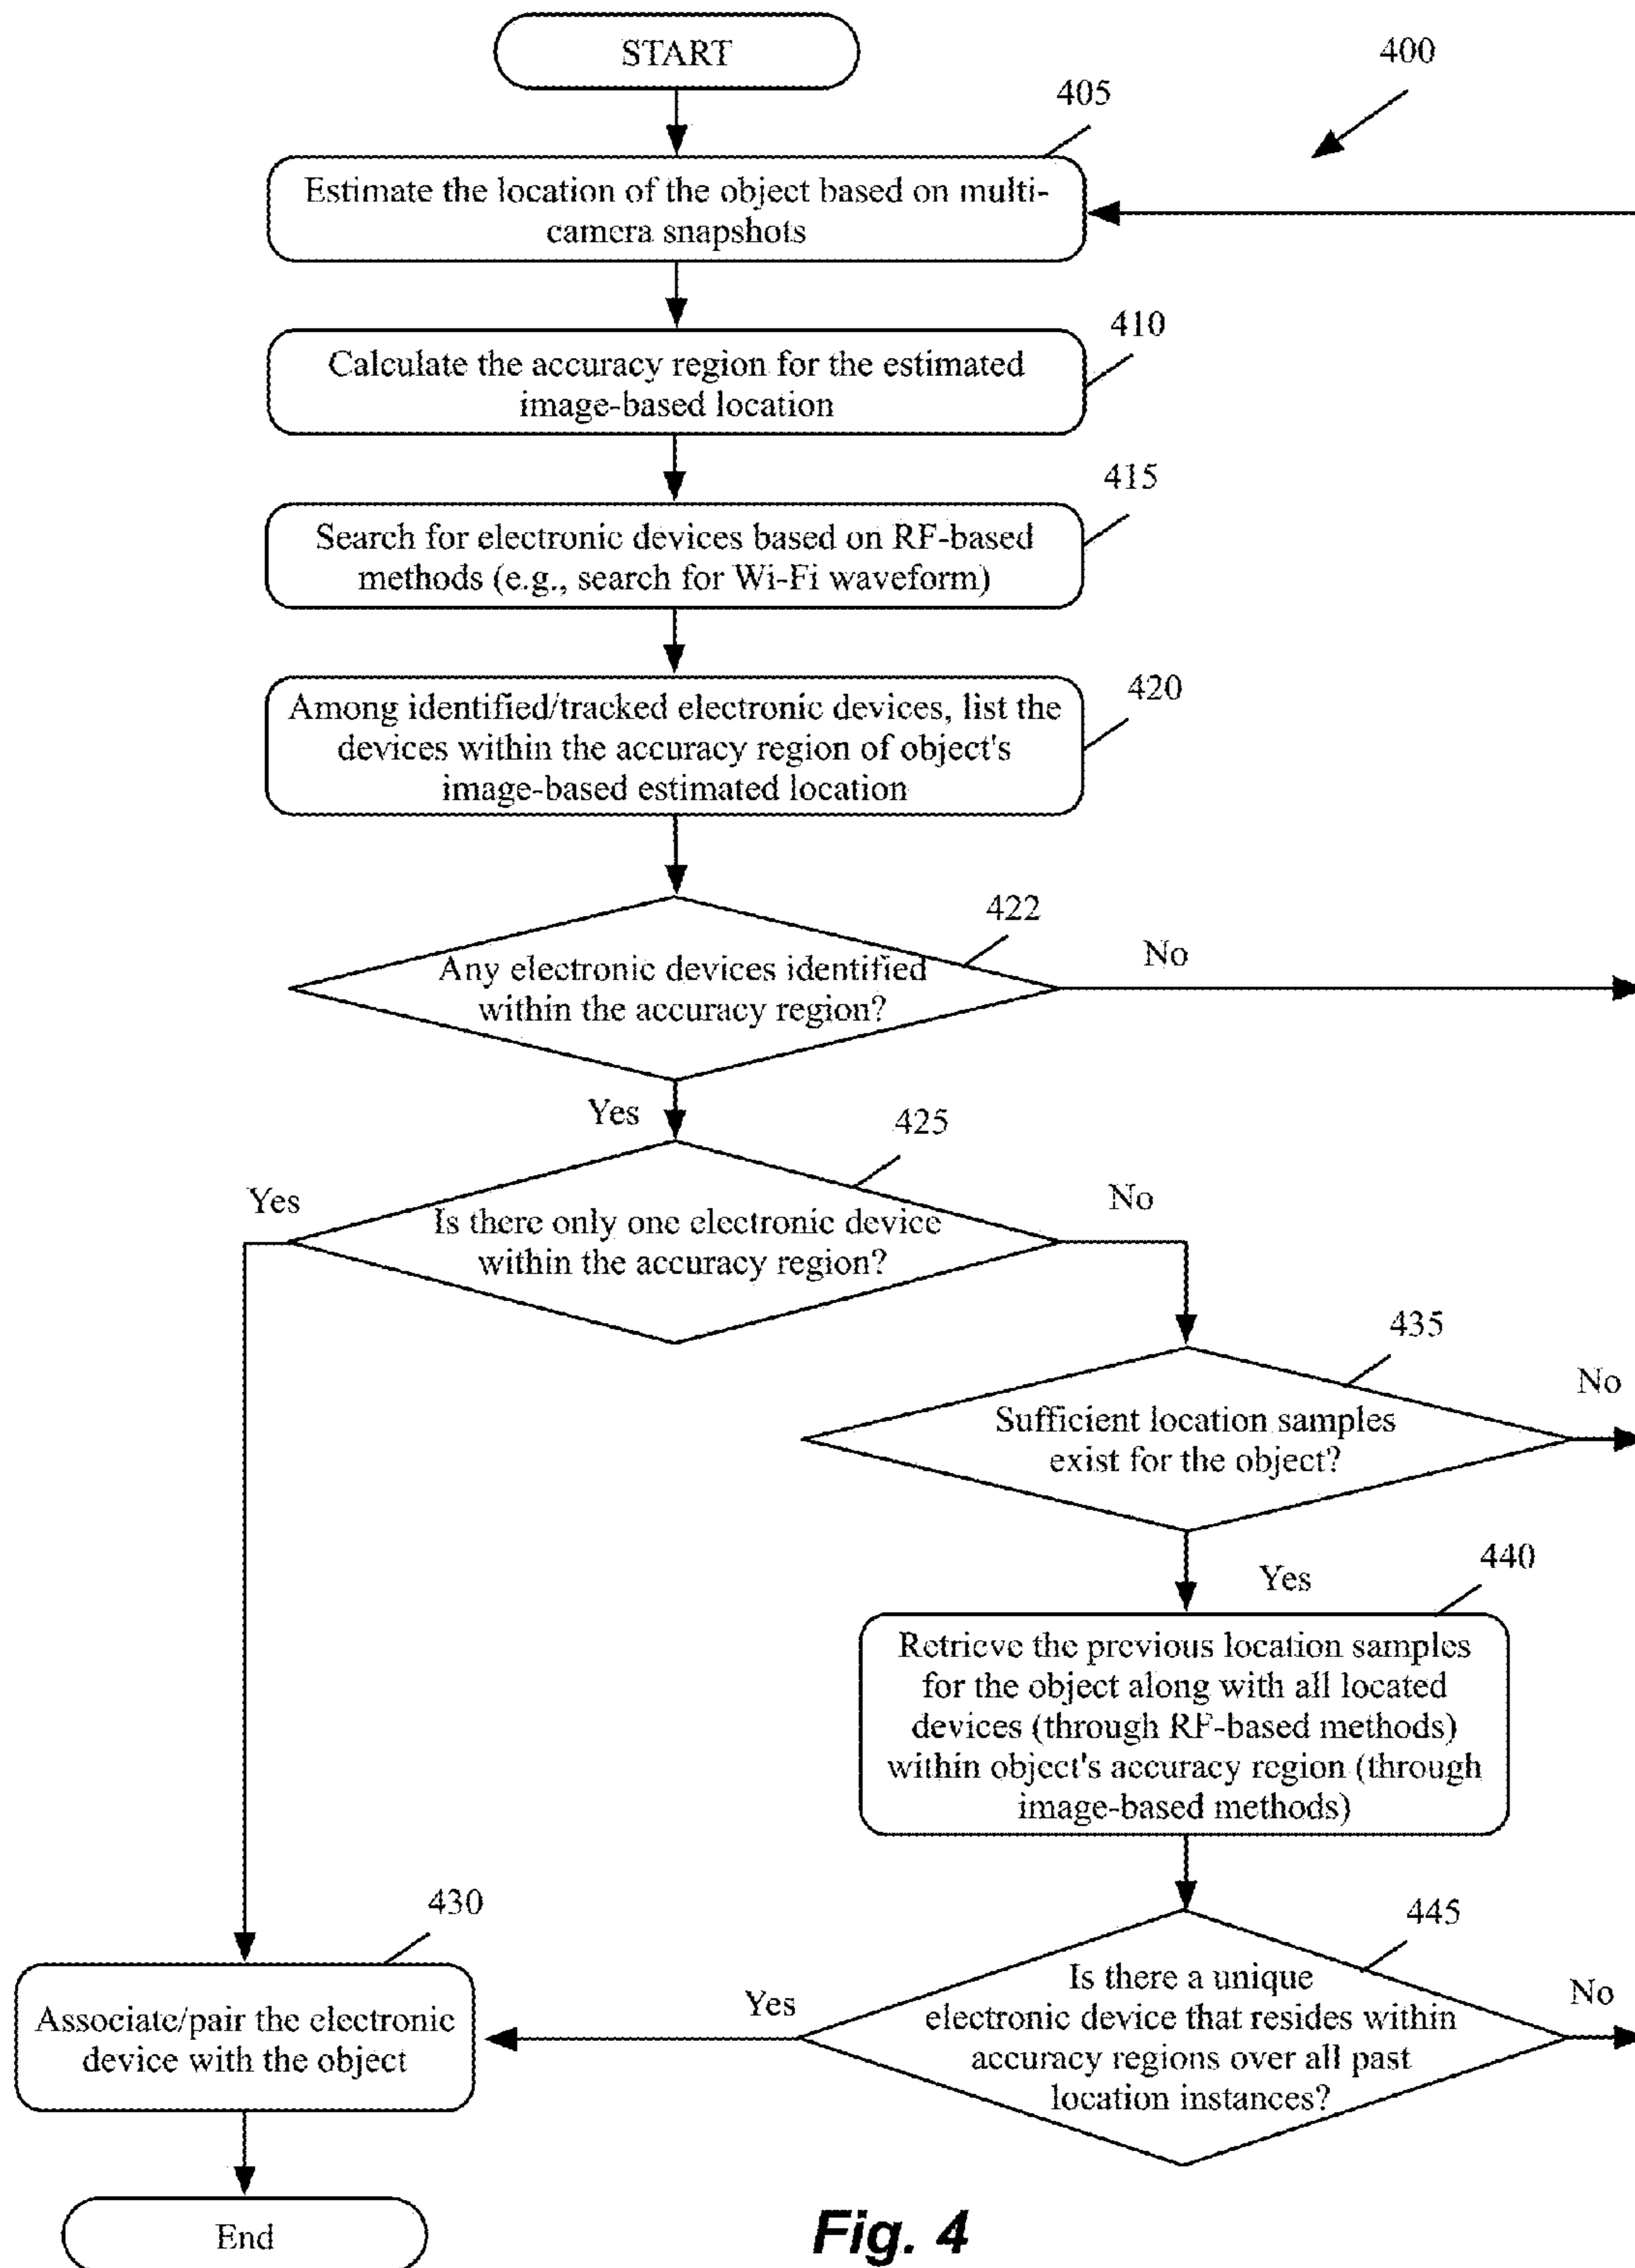 START
400
405
Estimate the location of the object based on multi-
camera snapshots
410
Calculate the accuracy region for the estimated
image-based location
415
Search for electronic devices based on RF-based
methods (e.g., search for Wi-Fi waveform)
420
Among identified/tracked electronic devices, list the
devices within the accuracy region of object's
image-based estimated location
422
Any electronic devices identified
within the accuracy region?
No
Yes
425
Is there only one electronic device
within the accuracy region?
Yes
No
435
Sufficient location samples
exist for the object?
No
Yes
440
Retrieve the previous location samples
for the object along with all located
devices (through RF-based methods)
within object's accuracy region (through
image-based methods)
445
Is there a unique
electronic device that resides within
accuracy regions over all past
location instances?
No
Yes
430
Associate/pair the electronic
device with the object
End
Fig. 4